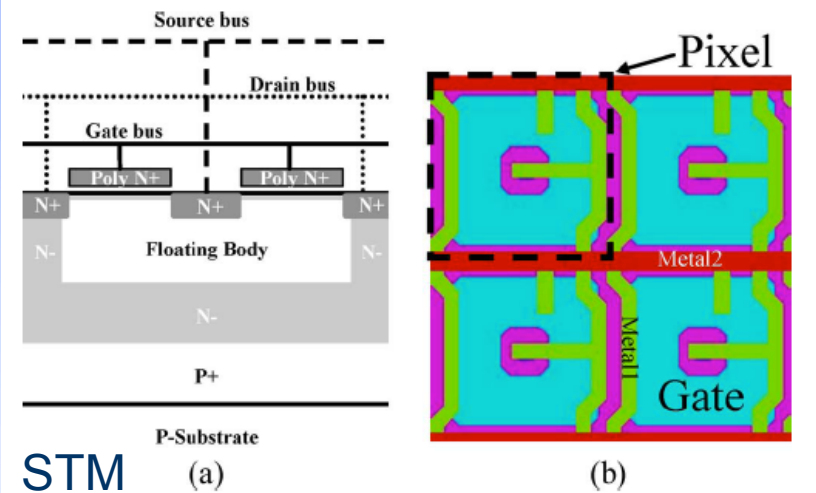 Source bus
Drain bus
Gate bus
Poly N+ Poly N+
N+ N+ N+
N- Floating Body N-
N-
P+
P-Substrate
STM (a)
Pixel
Metal2
Metal1
Gate
(b)